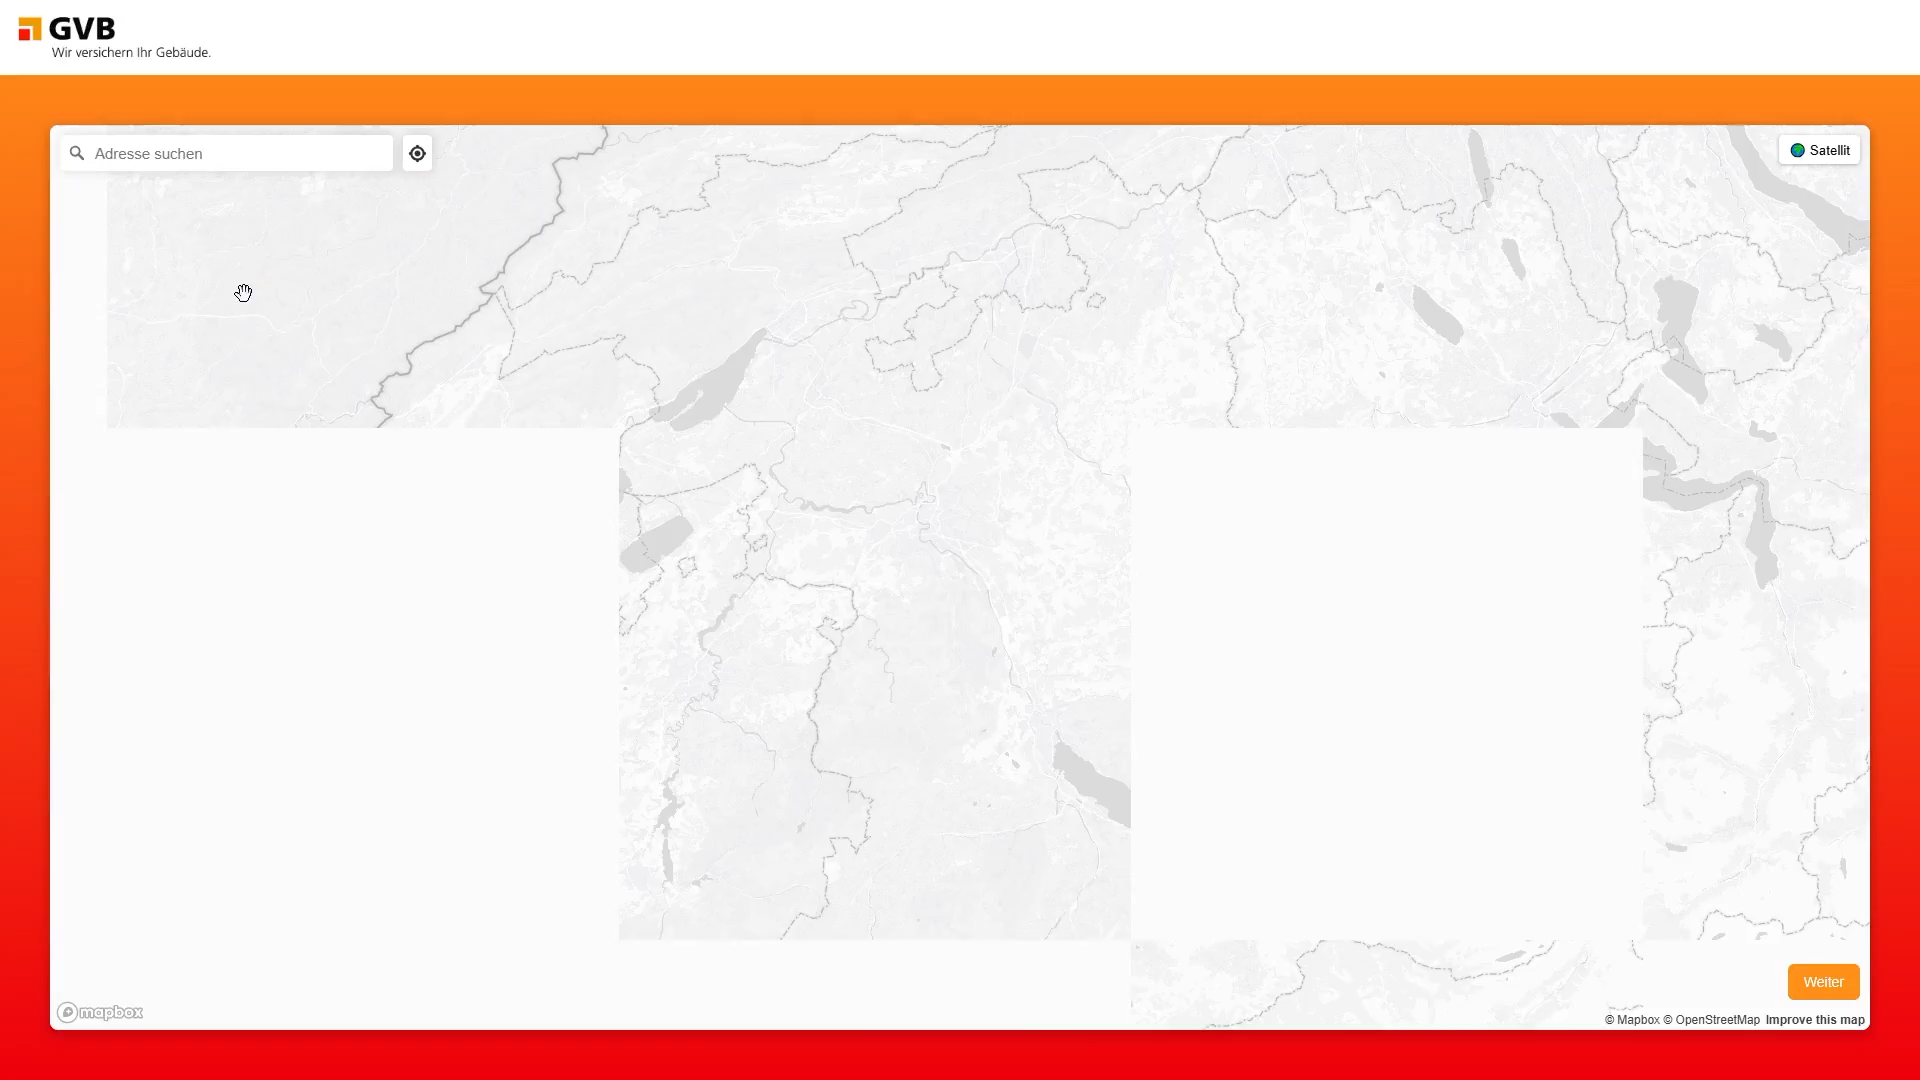 GVB
Wir versichern Ihr Gebäude.
Adresse suchen
Satellit
Weiter
mapbox
© Mapbox © OpenStreetMap Improve this map